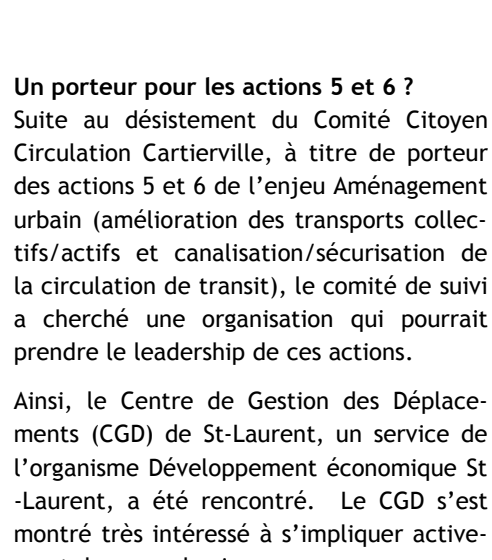 Un porteur pour les actions 5 et 6 ?
Suite au désistement du Comité Citoyen
Circulation Cartierville, à titre de porteur
des actions 5 et 6 de l’enjeu Aménagement
urbain (amélioration des transports collec-
tifs/actifs et canalisation/sécurisation de
la circulation de transit), le comité de suivi
a cherché une organisation qui pourrait
prendre le leadership de ces actions.
Ainsi, le Centre de Gestion des Déplace-
ments (CGD) de St-Laurent, un service de
l’organisme Développement économique St
-Laurent, a été rencontré.  Le CGD s’est
montré très intéressé à s’impliquer active-